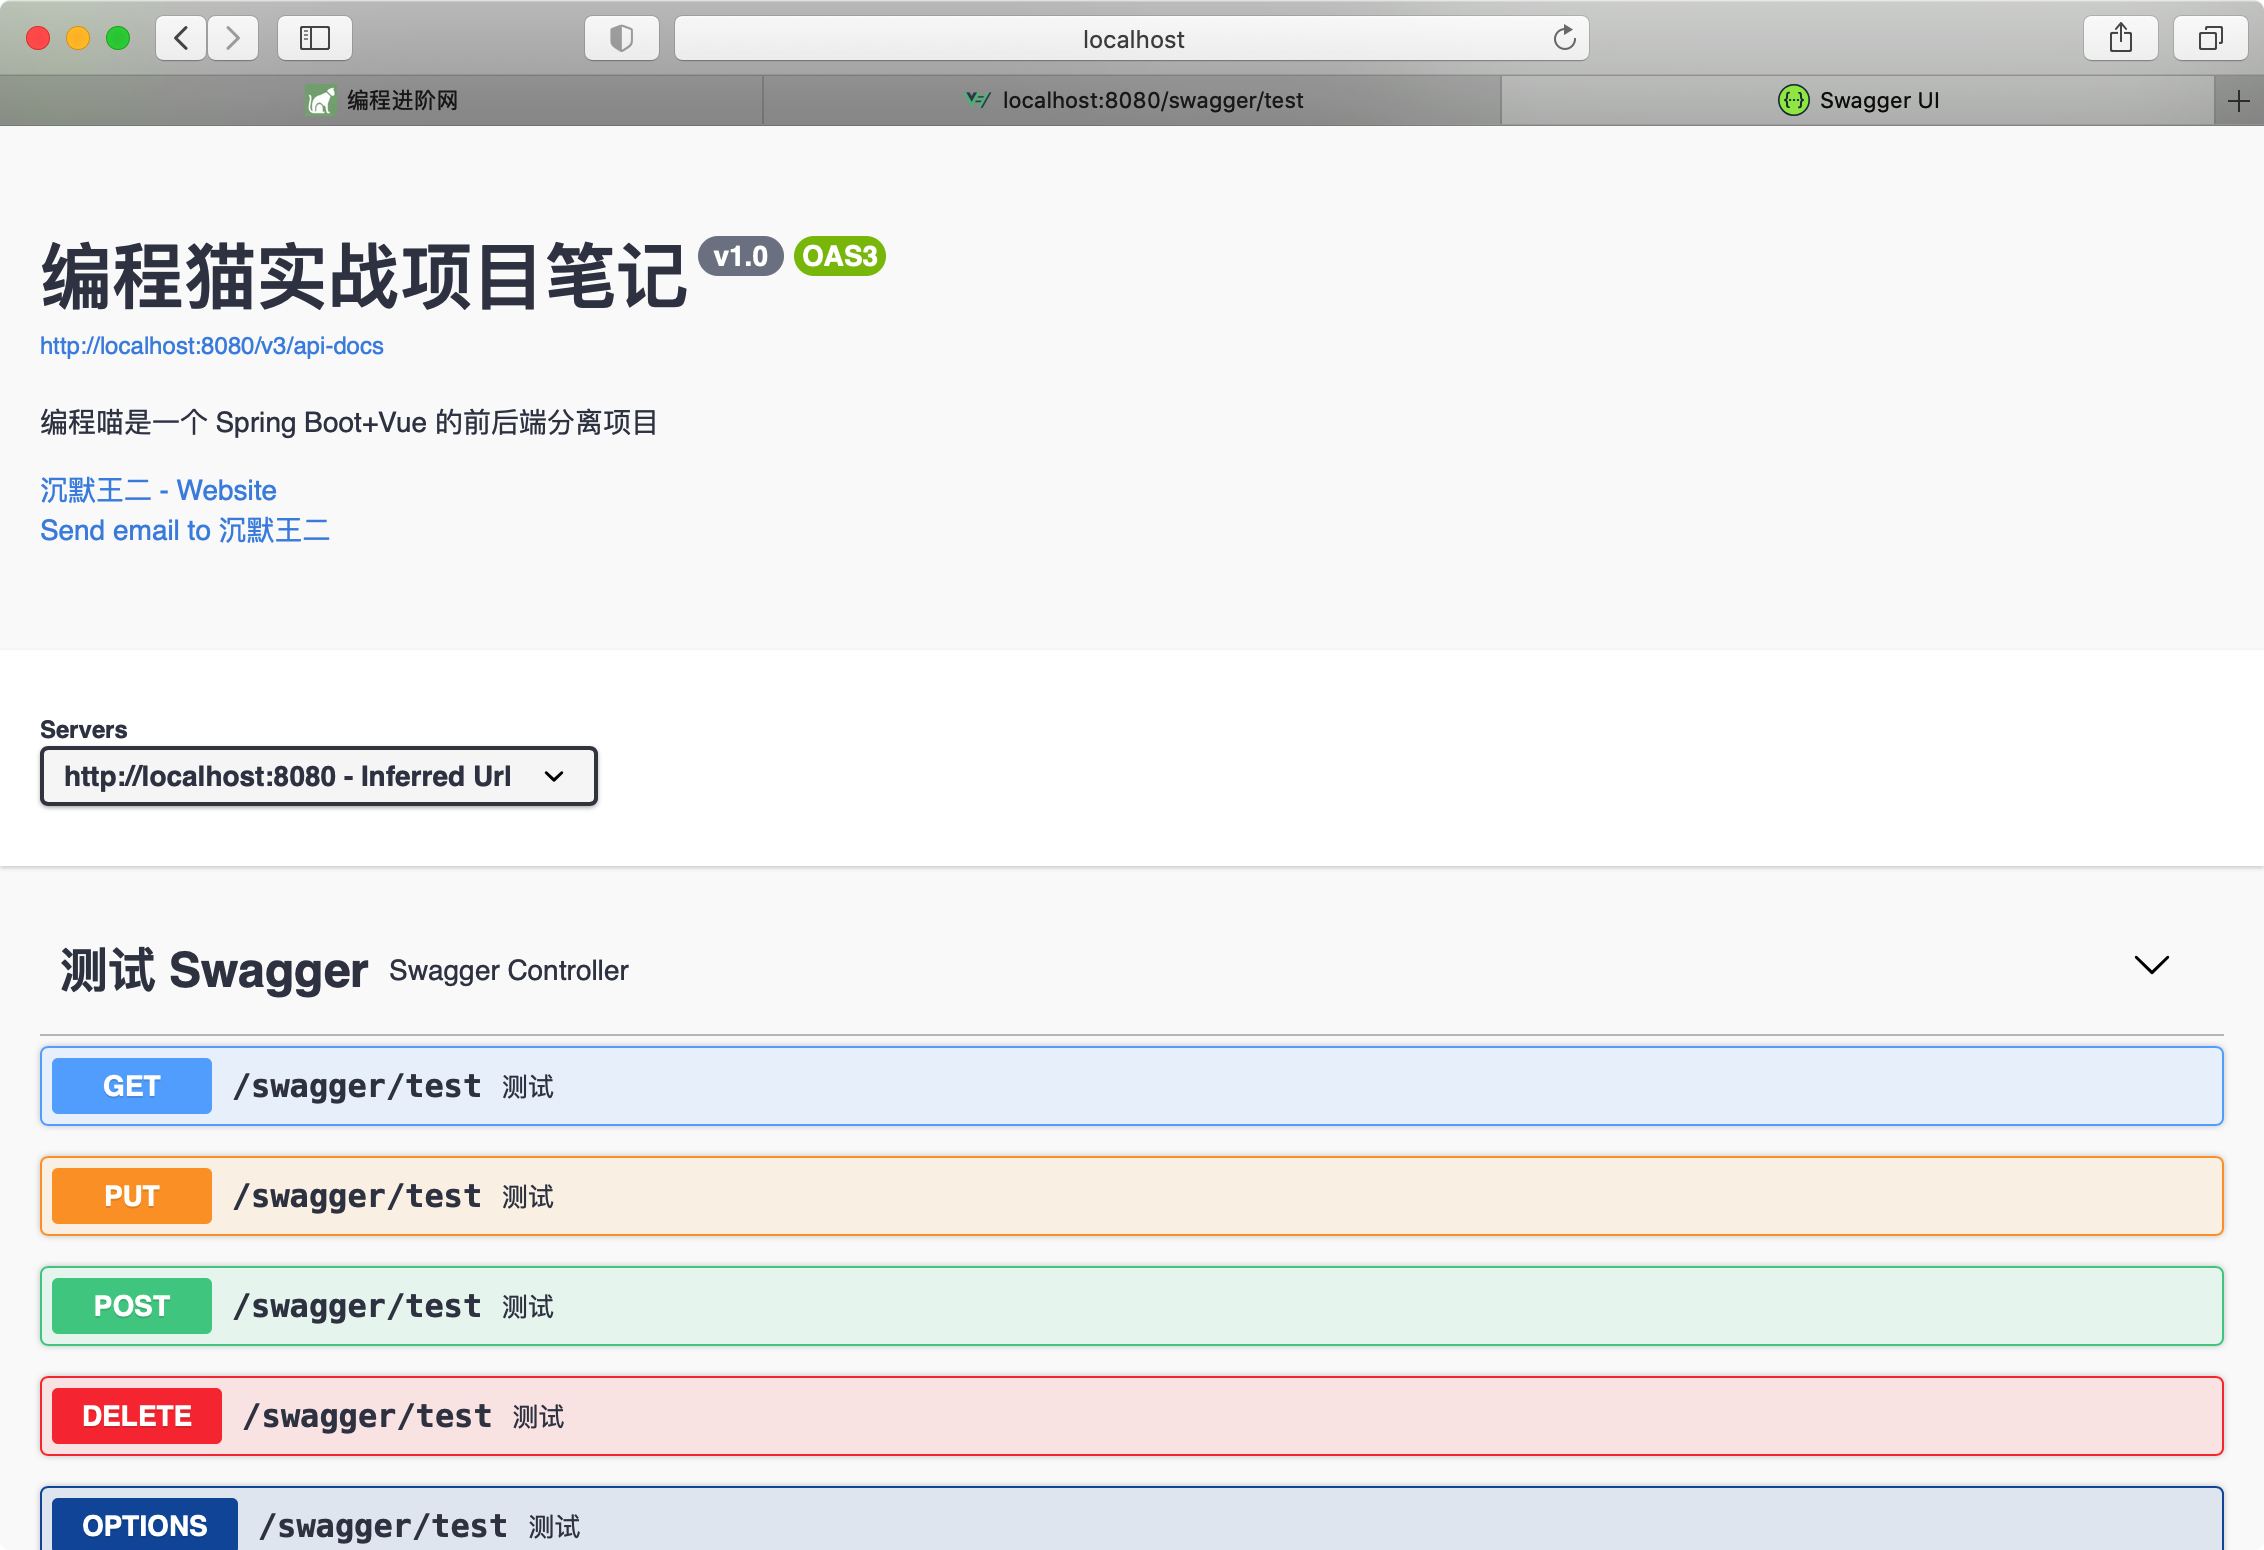 localhost
编程进阶网
localhost:8080/swagger/test
Swagger UI
编程猫实战项目笔记 v1.0 OAS3
http://localhost:8080/v3/api-docs
编程喵是一个 Spring Boot+Vue 的前后端分离项目
沉默王二 - Website
Send email to 沉默王二
Servers
http://localhost:8080 - Inferred Url
测试 Swagger Swagger Controller
GET /swagger/test 测试
PUT /swagger/test 测试
POST /swagger/test 测试
DELETE /swagger/test 测试
OPTIONS /swagger/test 测试